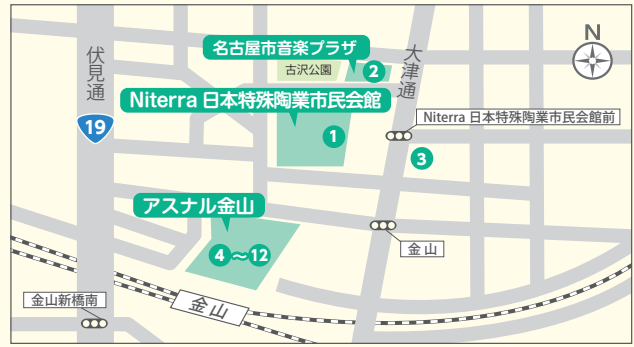 名古屋市音楽プラザ
古沢公園
2
Niterra 日本特殊陶業市民会館
1
伏見通
19
大津通
N
Niterra 日本特殊陶業市民会館前
3
アスナル金山
4～12
金山
金山
金山新橋南